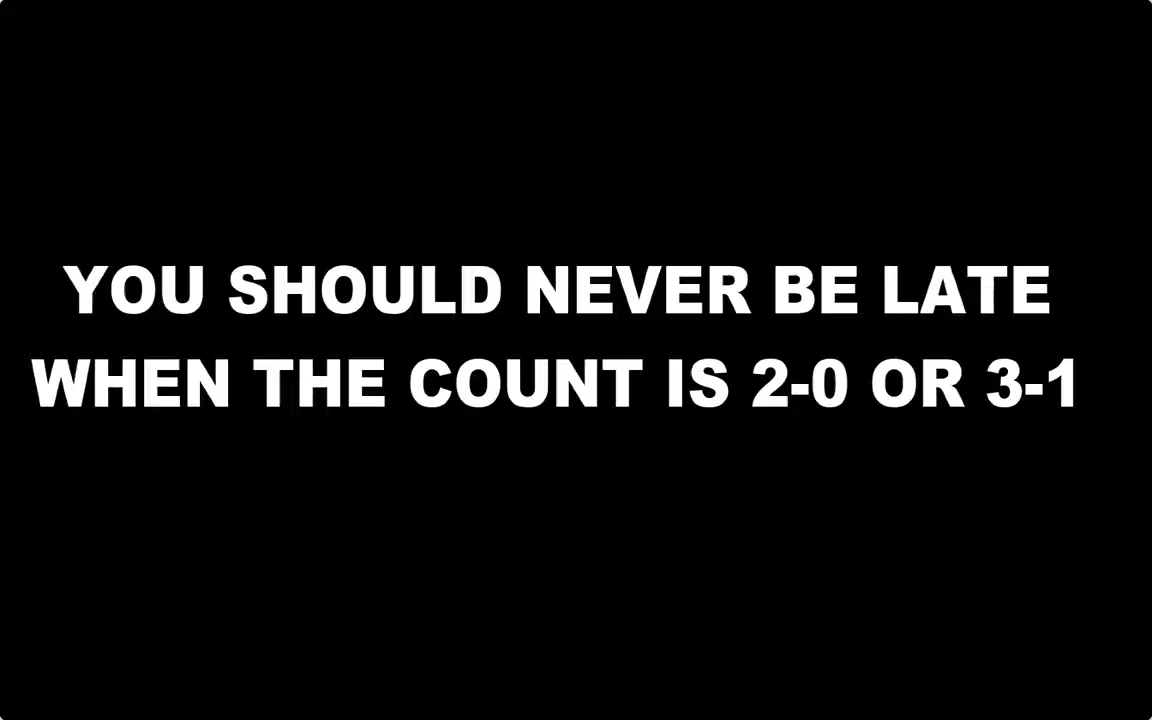 YOU SHOULD NEVER BE LATE
WHEN THE COUNT IS 2-0 OR 3-1